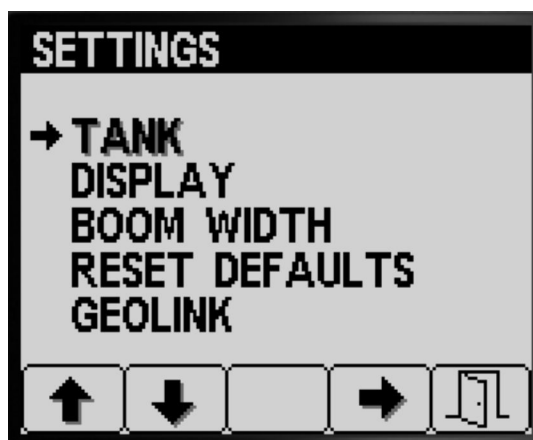 SETTINGS
TANK
DISPLAY
BOOM WIDTH
RESET DEFAULTS
GEOLINK